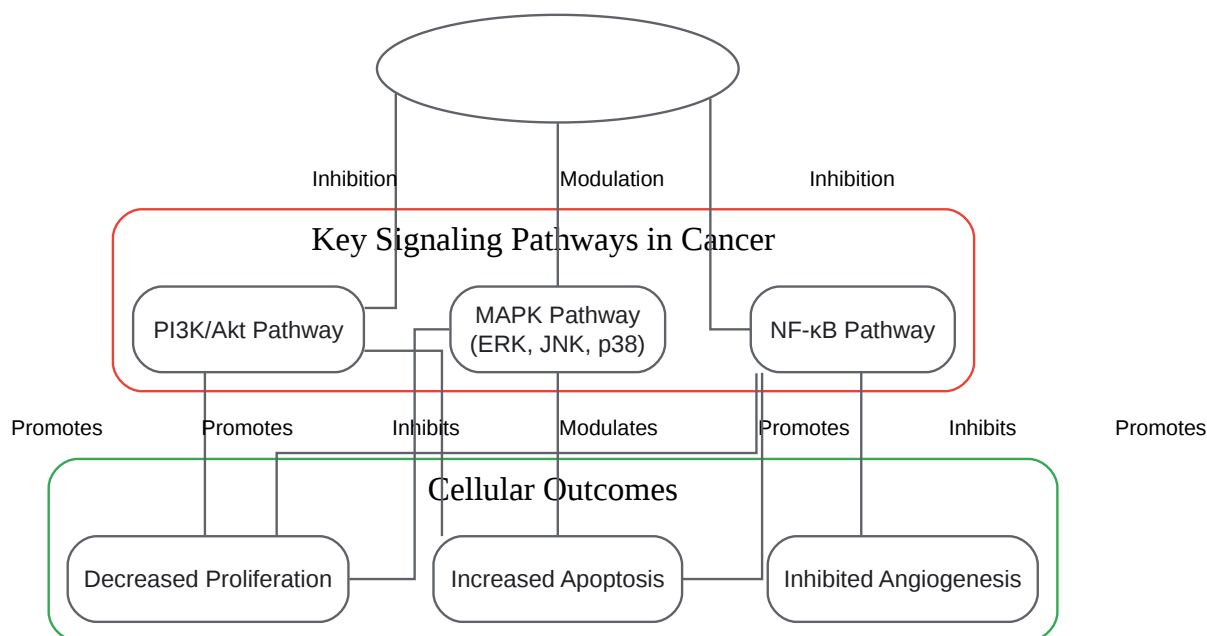 Inhibition Modulation Inhibition
Key Signaling Pathways in Cancer
PI3K/Akt Pathway
MAPK Pathway
(ERK, JNK, p38)
NF-κB Pathway
Promotes Promotes Inhibits Modulates Promotes Inhibits Promotes
Cellular Outcomes
Decreased Proliferation
Increased Apoptosis
Inhibited Angiogenesis